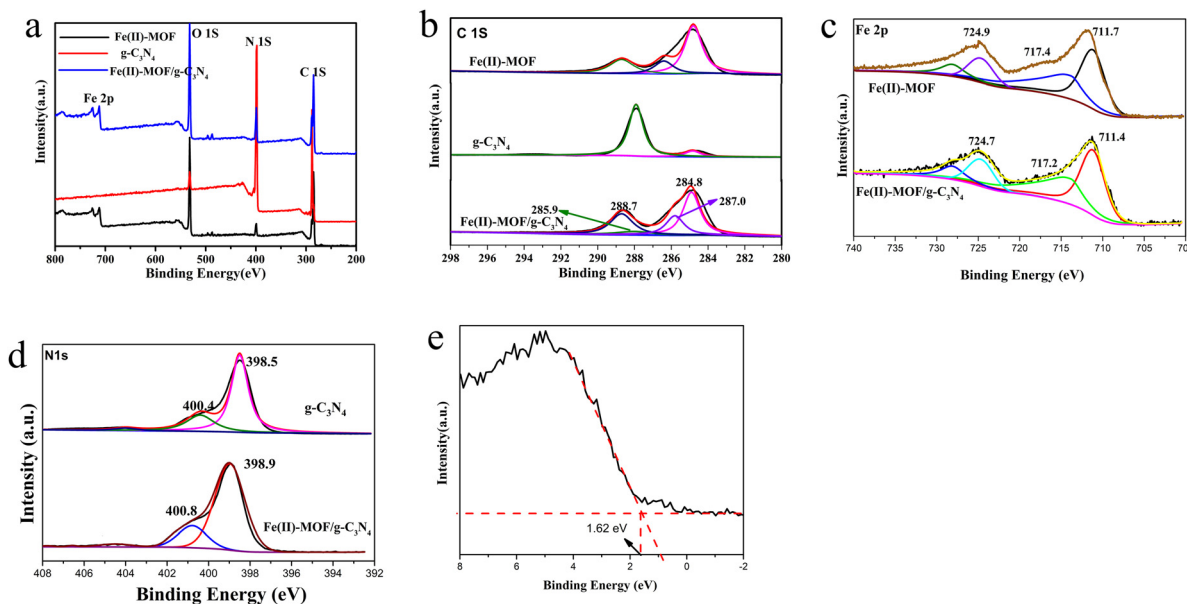 a
O 1S
N 1S
C 1S
Fe 2p
Fe(II)-MOF
g-C₃N₄
Fe(II)-MOF/g-C₃N₄
Intensity(a.u.)
800 700 600 500 400 300 200
Binding Energy(eV)
b
C 1S
Fe(II)-MOF
g-C₃N₄
284.8
285.9
288.7
287.0
Fe(II)-MOF/g-C₃N₄
Intensity(a.u.)
298 296 294 292 290 288 286 284 282 280
Binding Energy (eV)
c
Fe 2p
724.9
717.4
711.7
Fe(II)-MOF
724.7
717.2
711.4
Fe(II)-MOF/g-C₃N₄
Intensity(a.u.)
740 735 730 725 720 715 710 705 70
Binding Energy (eV)
d
N1s
398.5
400.4
g-C₃N₄
398.9
400.8
Fe(II)-MOF/g-C₃N₄
Intensity (a.u.)
408 406 404 402 400 398 396 394 392
Binding Energy (eV)
e
Intensity(a.u.)
1.62 eV
8 6 4 2 0 -2
Binding Energy (eV)